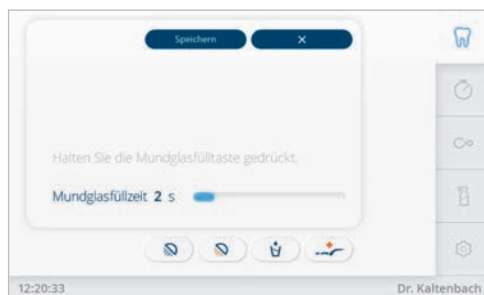 Speichern
×
Halten Sie die Mundglasfülltaste gedrückt.
Mundglasfüllzeit 2 s
12:20:33
Dr. Kaltenbach